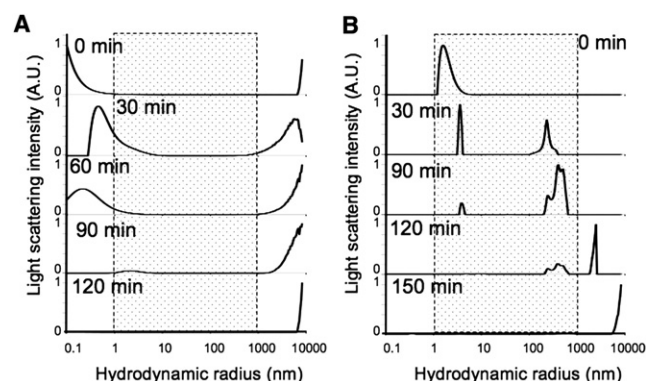 A
Light scattering intensity (A.U.)
1
0 min
0
1
30 min
0
1
60 min
0
1
90 min
0
1
120 min
0
0.1 1 10 100 1000 10000
Hydrodynamic radius (nm)
B
Light scattering intensity (A.U.)
1
0 min
0
1
30 min
0
1
90 min
0
1
120 min
0
1
150 min
0
0.1 1 10 100 1000 10000
Hydrodynamic radius (nm)